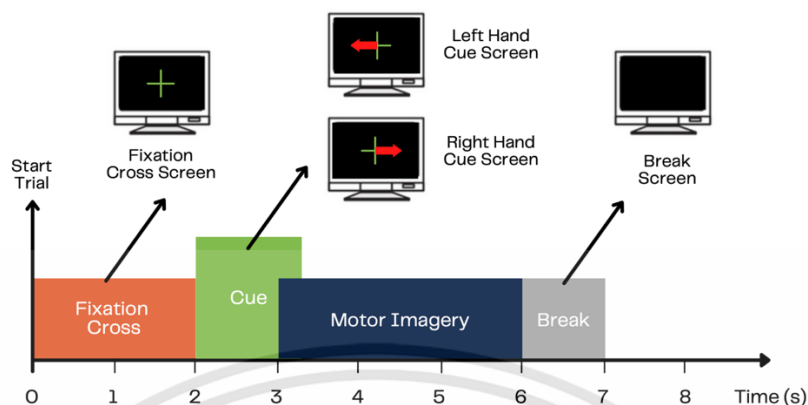 Left Hand
Cue Screen
Right Hand
Cue Screen
Fixation
Cross Screen
Break
Screen
Start
Trial
Fixation
Cross
Cue
Motor Imagery
Break
0 1 2 3 4 5 6 7 8 Time (s)